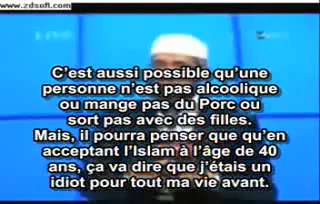 www.zdsoft.com
C'est aussi possible qu'une
personne n'est pas alcoolique
ou mange pas du Porc ou
sort pas avec des filles.
Mais, il pourra penser que qu'en
acceptant l'Islam à l'âge de 40
ans, ça va dire que j'étais un
idiot pour tout ma vie avant.